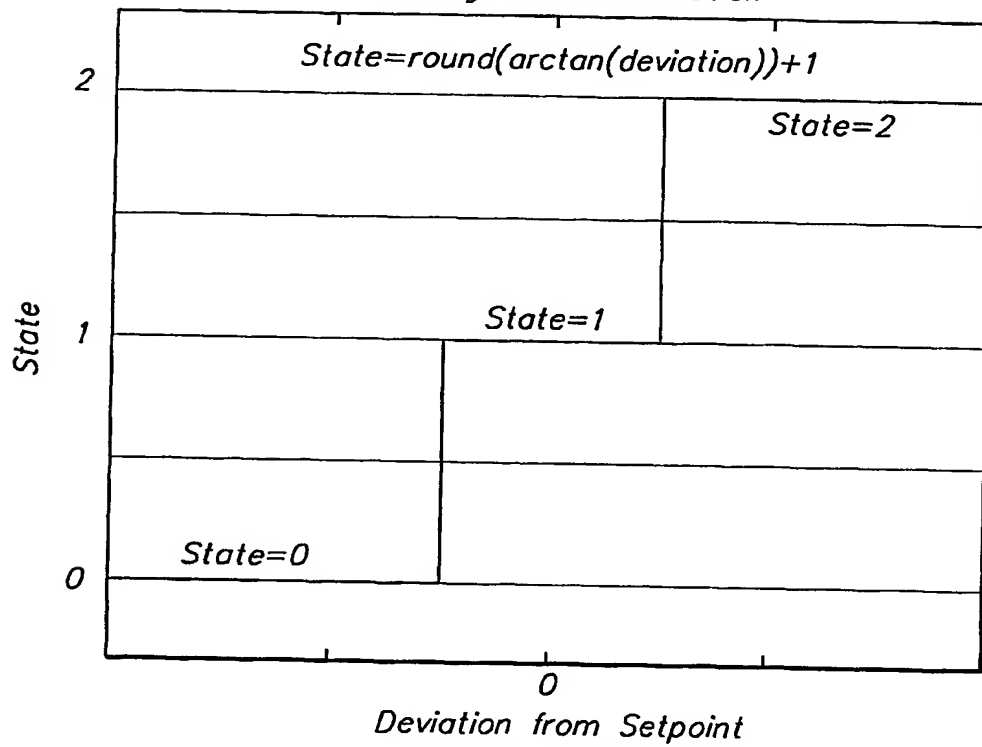 State=round(arctan(deviation))+1
2
State=2
State
1
State=1
State=0
0
0
Deviation from Setpoint